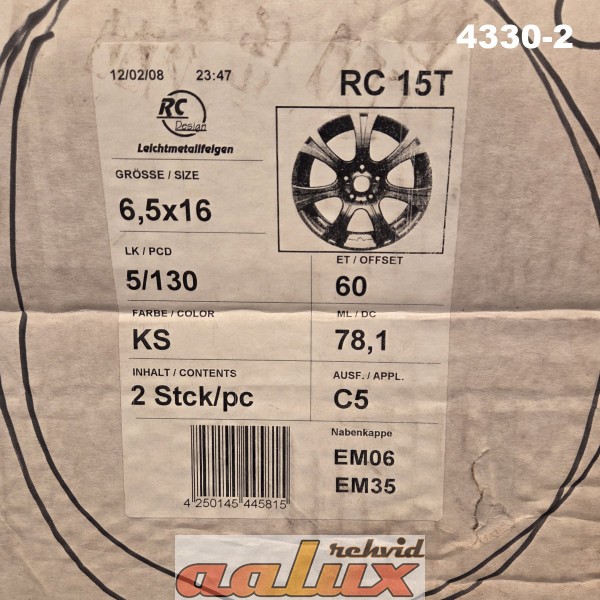 4330-2
12/02/08 23:47
RC 15T
RC
Design
Leichtmetallfelgen
GRÖSSE / SIZE
6,5x16
LK / PCD
5/130
ET / OFFSET
60
FARBE / COLOR
KS
ML / DC
78,1
INHALT / CONTENTS
2 Stck/pc
AUSF. / APPL.
C5
Nabenkappe
EM06
EM35
4 250145 445815
rehvid
aalux